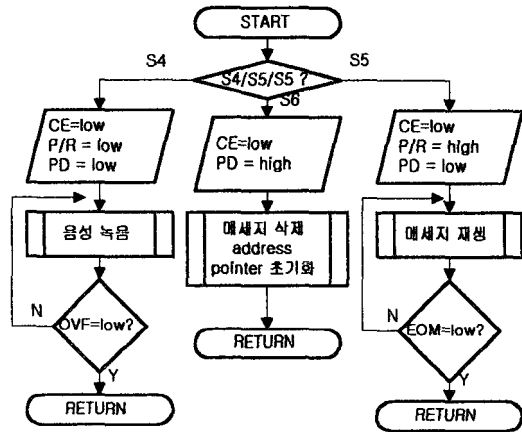 START
S4
S4/S5/S5 ?
S5
S6
CE=low
P/R = low
PD = low
CE=low
PD = high
CE=low
P/R = high
PD = low
음성 녹음
메세지 삭제
address
pointer 초기화
메세지 재생
N
OVF=low?
Y
RETURN
RETURN
N
EOM=low?
Y
RETURN